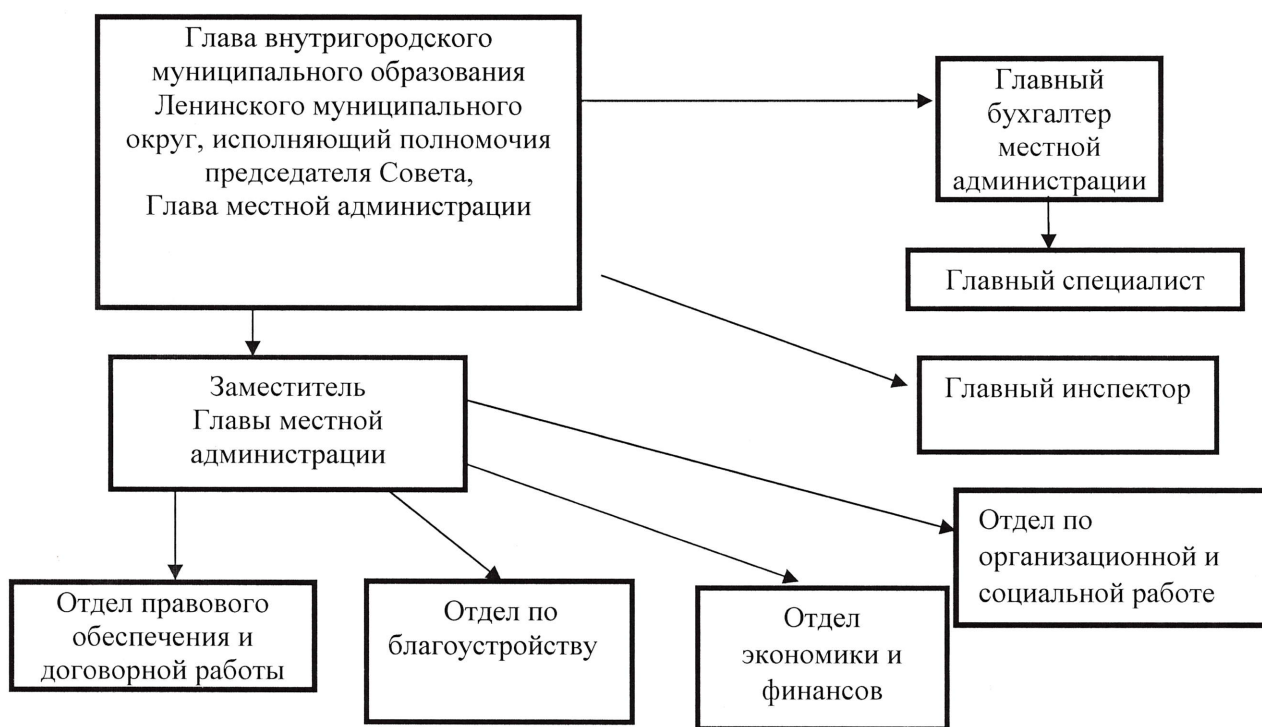 Глава внутригородского
муниципального образования
Ленинского муниципального
округ, исполняющий полномочия
председателя Совета,
Глава местной администрации
Главный
бухгалтер
местной
администрации
Главный специалист
Заместитель
Главы местной
администрации
Главный инспектор
Отдел по
организационной и
социальной работе
Отдел правового
обеспечения и
договорной работы
Отдел по
благоустройству
Отдел
экономики и
финансов